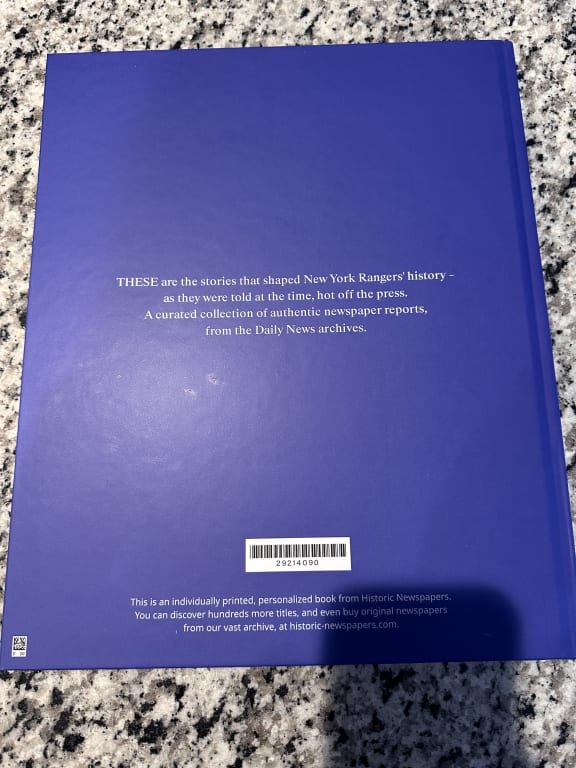 THESE are the stories that shaped New York Rangers' history –
as they were told at the time, hot off the press.
A curated collection of authentic newspaper reports,
from the Daily News archives.
29214090
This is an individually printed, personalized book from Historic Newspapers.
You can discover hundreds more titles, and even buy original newspapers
from our vast archive, at historic-newspapers.com.